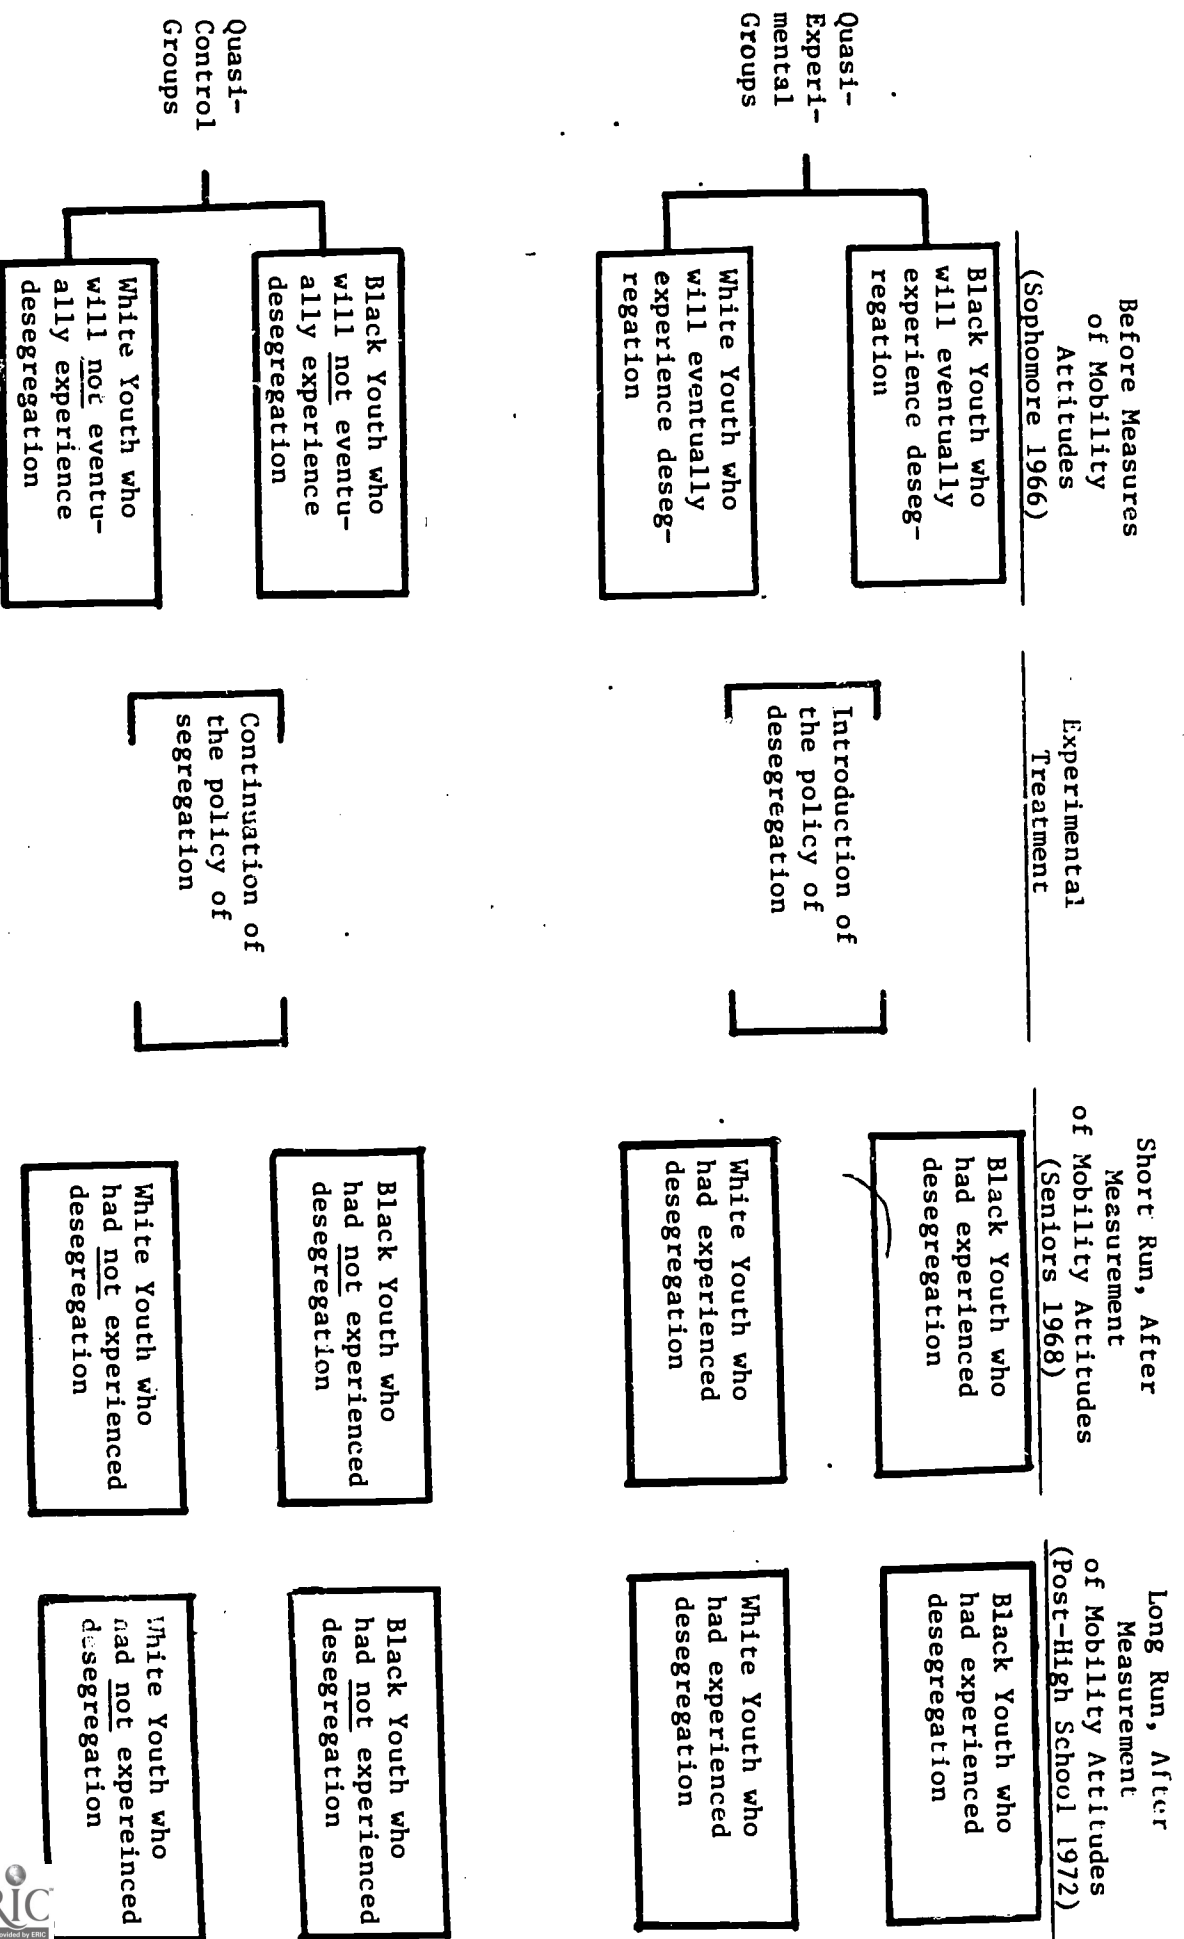 Before Measures
of Mobility
Attitudes
(Sophomore 1966)
Experimental
Treatment
Short Run, After
Measurement
of Mobility Attitudes
(Seniors 1968)
Long Run, After
Measurement
of Mobility Attitudes
(Post-High School 1972)
Quasi-
Experi-
mental
Groups
Black Youth who
will eventually
experience deseg-
regation
White Youth who
will eventually
experience deseg-
regation
Introduction of
the policy of
desegregation
Black Youth who
had experienced
desegregation
White Youth who
had experienced
desegregation
Black Youth who
had experienced
desegregation
White Youth who
had experienced
desegregation
Quasi-
Control
Groups
Black Youth who
will not eventu-
ally experience
desegregation
White Youth who
will not eventu-
ally experience
desegregation
Continuation of
the policy of
segregation
Black Youth who
had not experienced
desegregation
White Youth who
had not experienced
desegregation
Black Youth who
had not experienced
desegregation
White Youth who
had not expereinced
desegregation